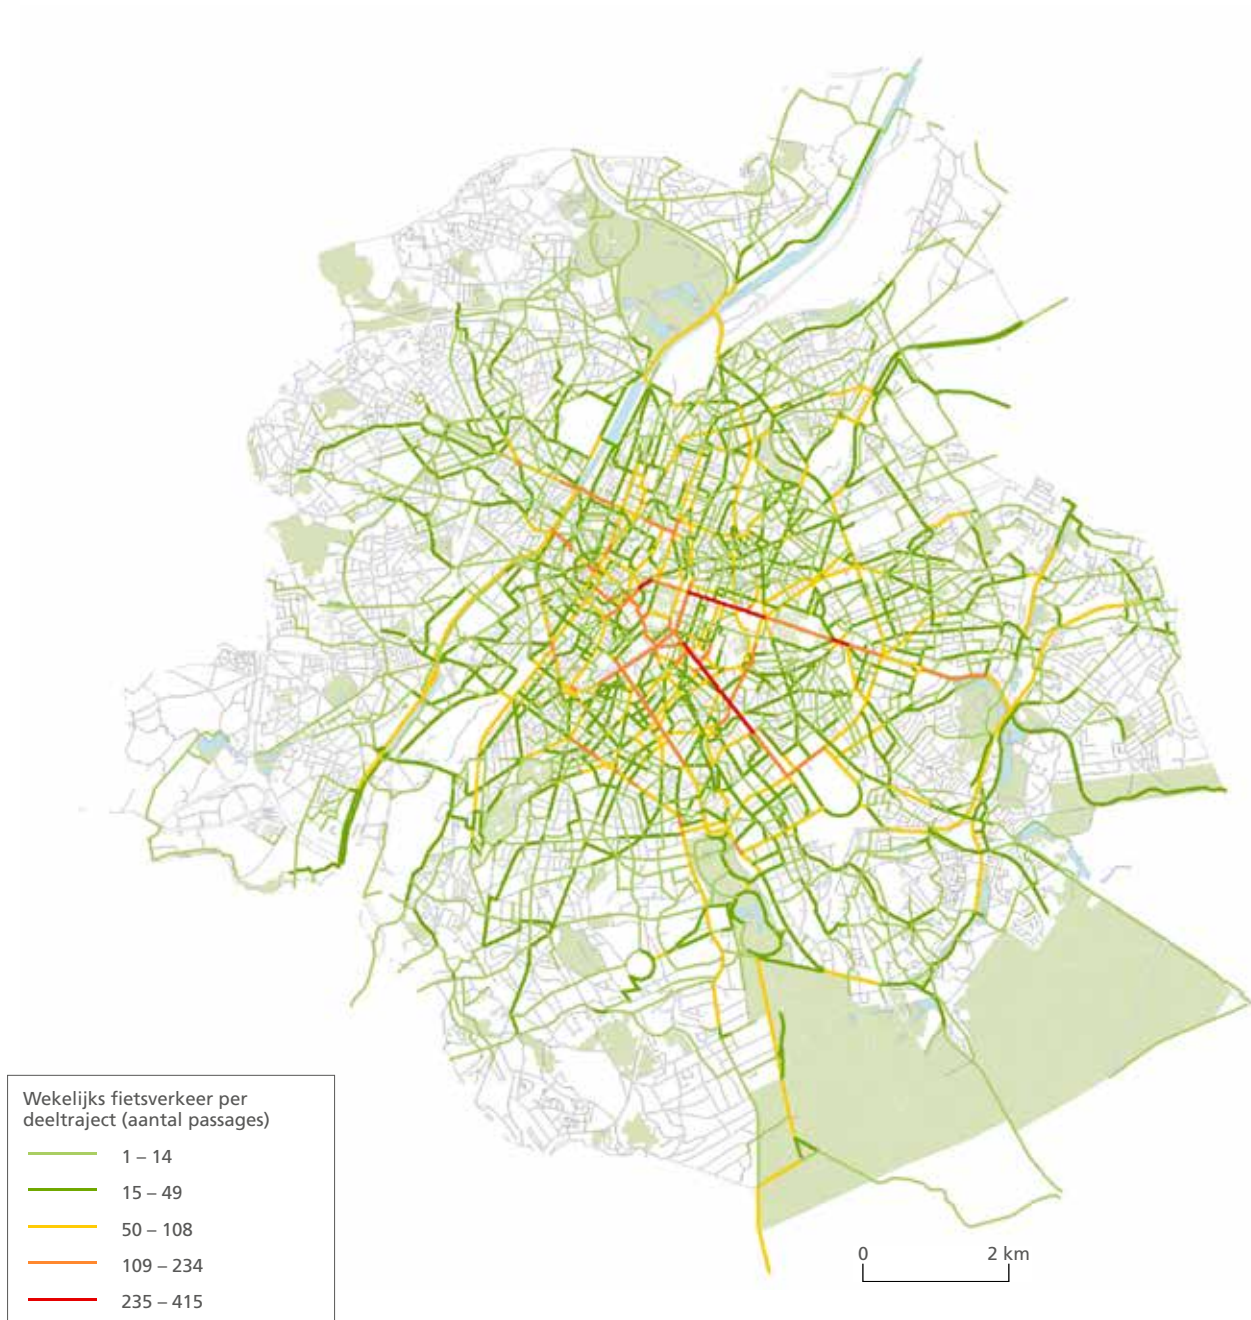 Wekelijks fietsverkeer per
deeltraject (aantal passages)
1 – 14
15 – 49
50 – 108
109 – 234
235 – 415
0 2 km